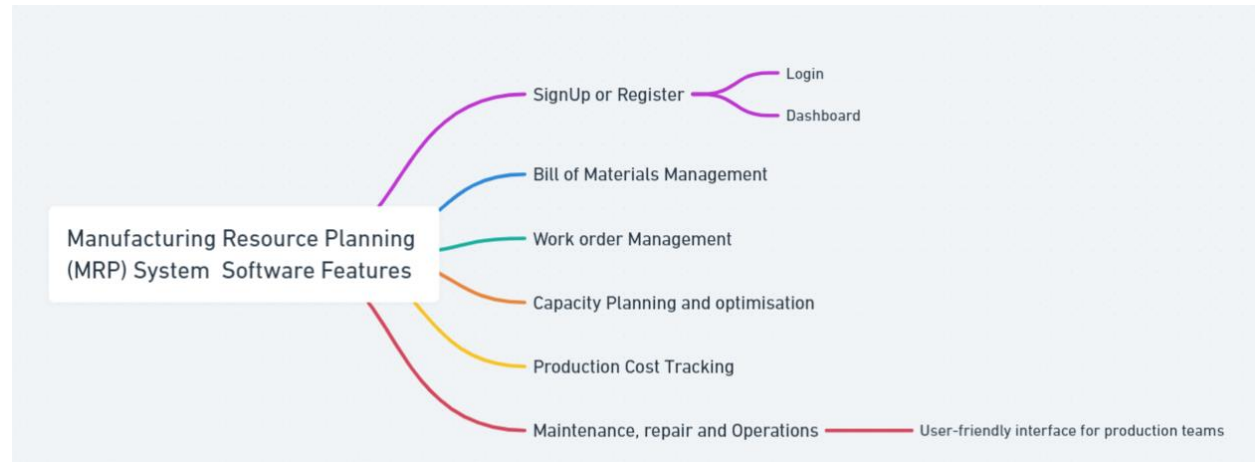 Manufacturing Resource Planning
(MRP) System  Software Features
SignUp or Register
Login
Dashboard
Bill of Materials Management
Work order Management
Capacity Planning and optimisation
Production Cost Tracking
Maintenance, repair and Operations
User-friendly interface for production teams